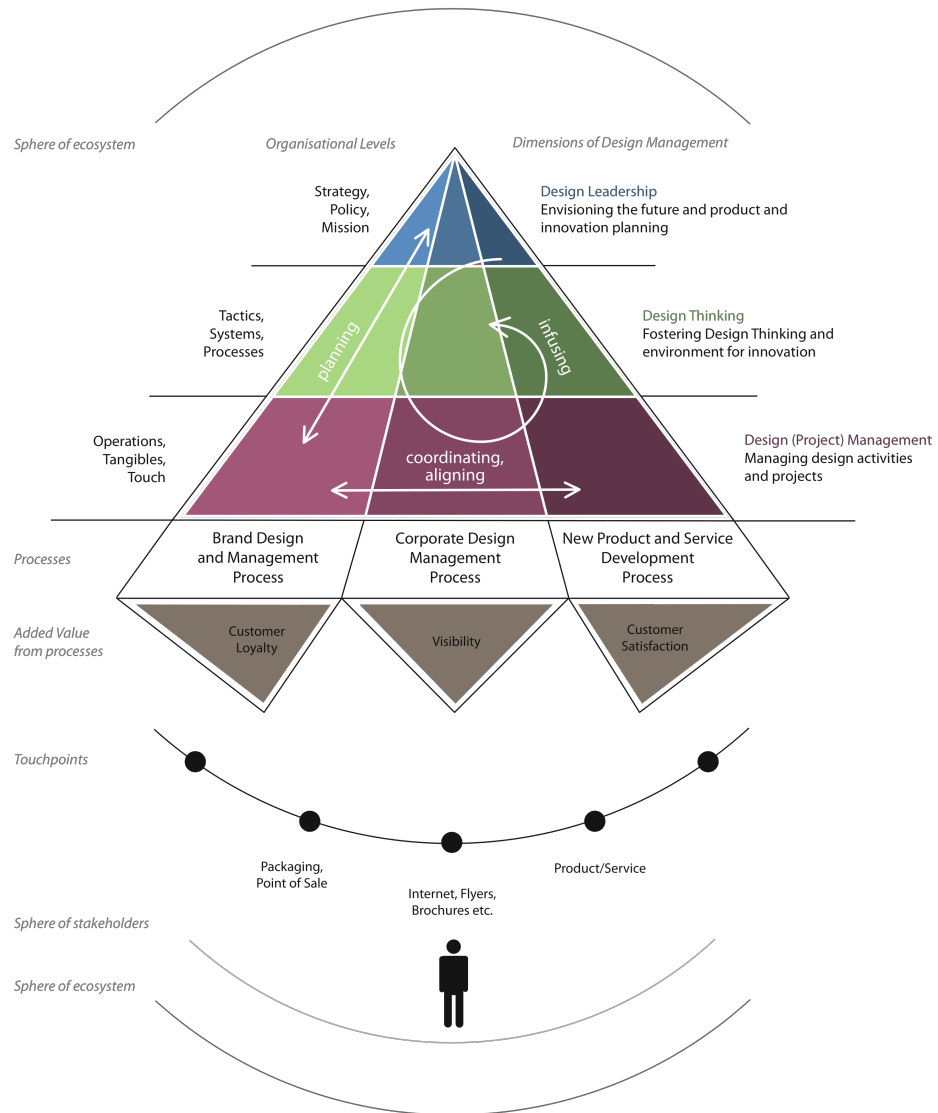 Sphere of ecosystem
Organisational Levels
Dimensions of Design Management
Strategy,
Policy,
Mission
Design Leadership
Envisioning the future and product and
innovation planning
Tactics,
Systems,
Processes
planning
infusing
Design Thinking
Fostering Design Thinking and
environment for innovation
Operations,
Tangibles,
Touch
coordinating,
aligning
Design (Project) Management
Managing design activities
and projects
Processes
Brand Design
and Management
Process
Corporate Design
Management
Process
New Product and Service
Development
Process
Added Value
from processes
Customer
Loyalty
Visibility
Customer
Satisfaction
Touchpoints
Packaging,
Point of Sale
Internet, Flyers,
Brochures etc.
Product/Service
Sphere of stakeholders
Sphere of ecosystem